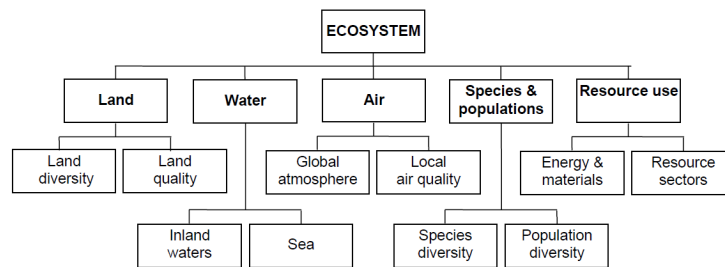 ECOSYSTEM
Land
Water
Air
Species &
populations
Resource use
Land
diversity
Land
quality
Global
atmosphere
Local
air quality
Energy &
materials
Resource
sectors
Inland
waters
Sea
Species
diversity
Population
diversity